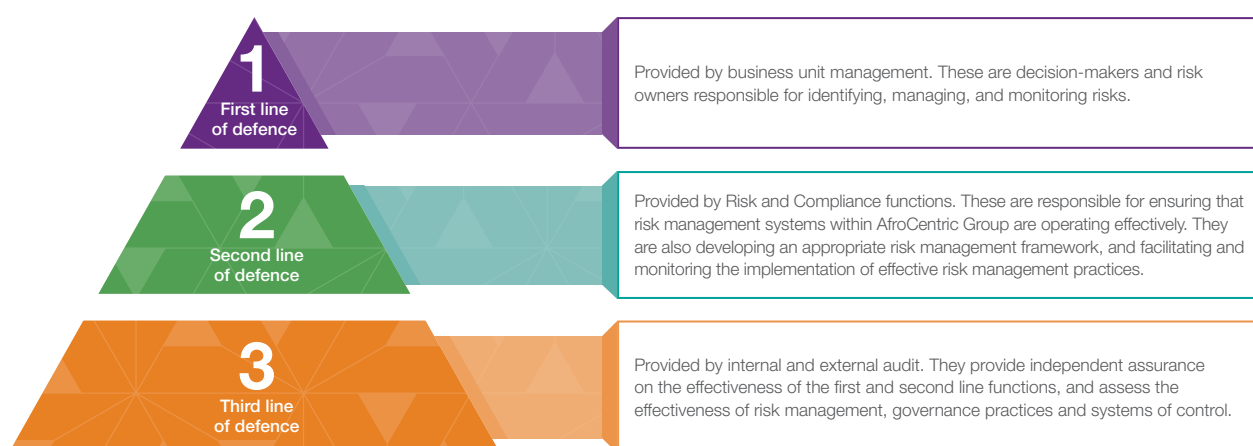 1
First line
of defence
Provided by business unit management. These are decision-makers and risk
owners responsible for identifying, managing, and monitoring risks.
2
Second line
of defence
Provided by Risk and Compliance functions. These are responsible for ensuring that
risk management systems within AfroCentric Group are operating effectively. They
are also developing an appropriate risk management framework, and facilitating and
monitoring the implementation of effective risk management practices.
3
Third line
of defence
Provided by internal and external audit. They provide independent assurance
on the effectiveness of the first and second line functions, and assess the
effectiveness of risk management, governance practices and systems of control.